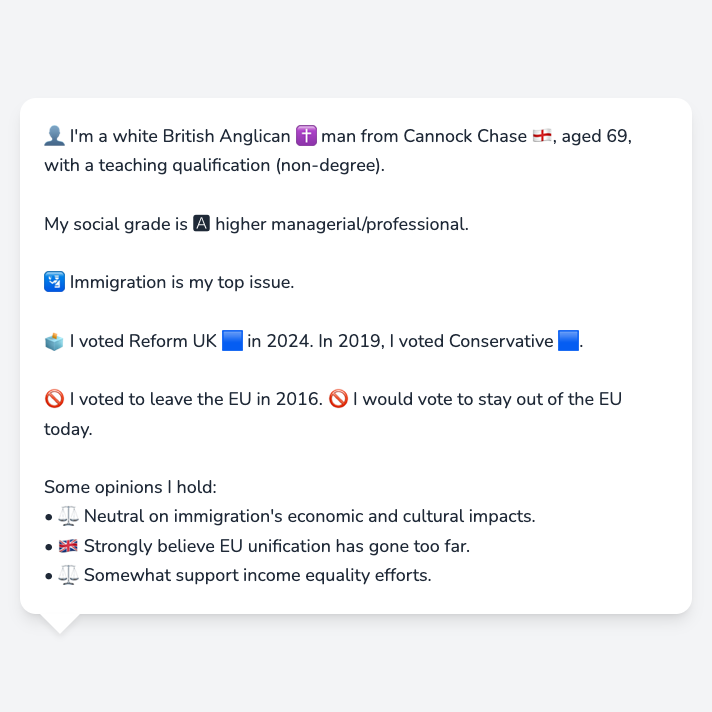 👤 I'm a white British Anglican ✝️ man from Cannock Chase 🏴󠁧󠁢󠁥󠁮󠁧󠁿, aged 69,
with a teaching qualification (non-degree).
My social grade is 🅰 higher managerial/professional.
🛂 Immigration is my top issue.
🗳️ I voted Reform UK 🟦 in 2024. In 2019, I voted Conservative 🟦.
🚫 I voted to leave the EU in 2016. 🚫 I would vote to stay out of the EU
today.
Some opinions I hold:
• ⚖️ Neutral on immigration's economic and cultural impacts.
• 🇬🇧 Strongly believe EU unification has gone too far.
• ⚖️ Somewhat support income equality efforts.